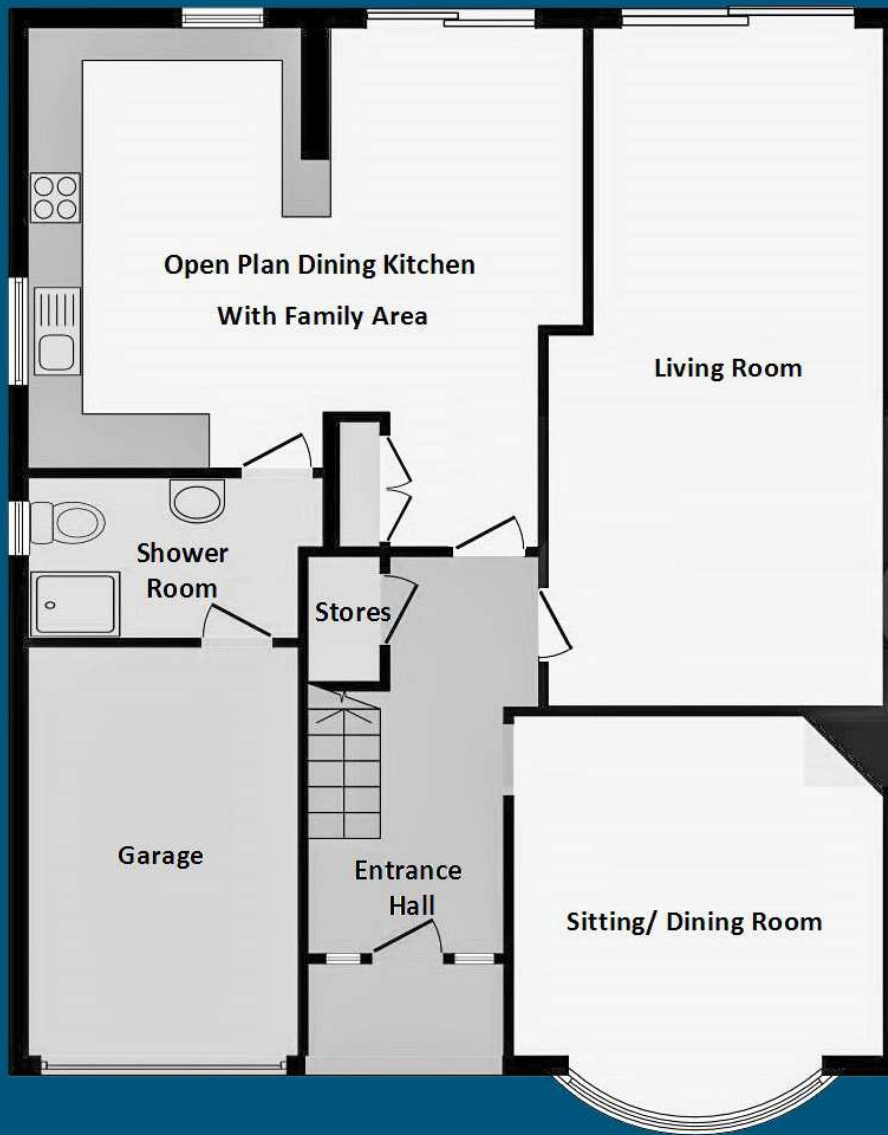 Open Plan Dining Kitchen
With Family Area
Living Room
Shower
Room
Stores
Garage
Entrance
Hall
Sitting/ Dining Room